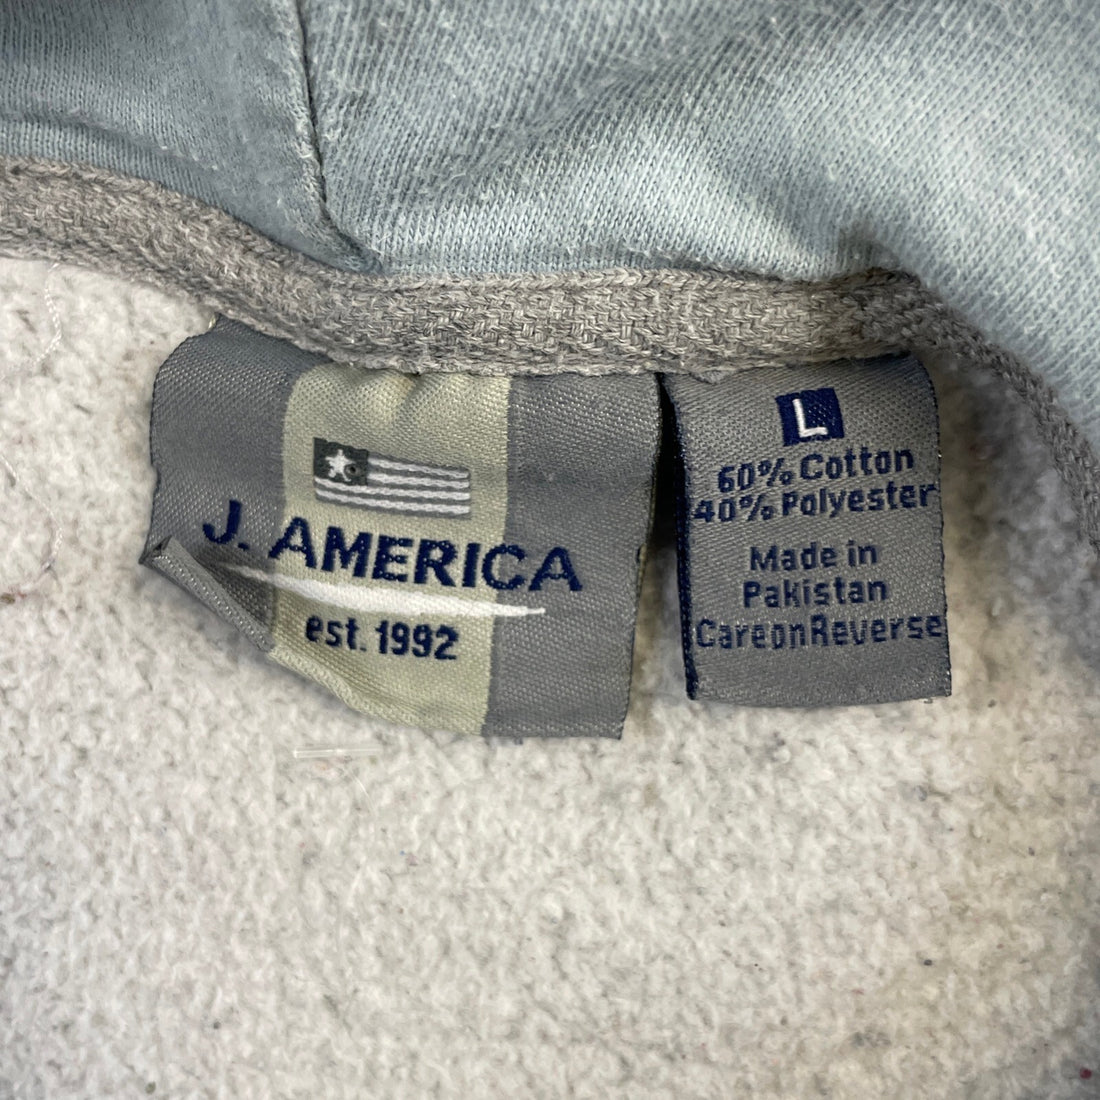 J. AMERICA
est. 1992
L
60% Cotton
40% Polyester
Made in
Pakistan
CareonReverse